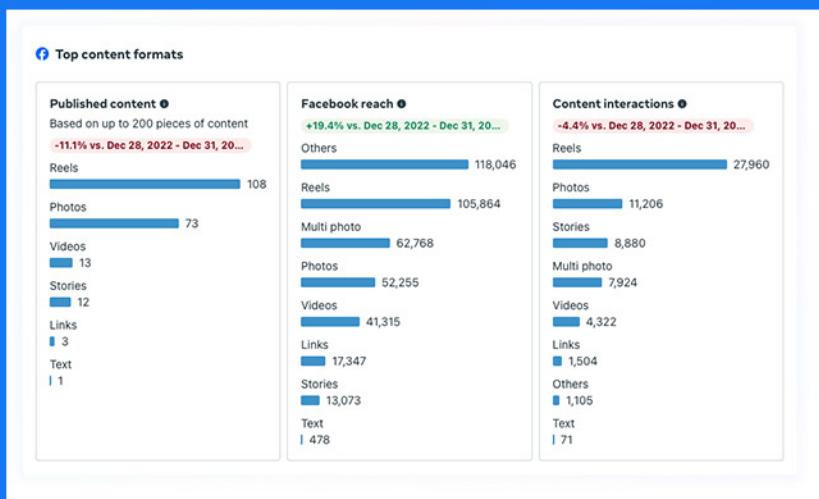 Top content formats
Published content
Based on up to 200 pieces of content
-11.1% vs. Dec 28, 2022 - Dec 31, 20...
Reels
108
Photos
73
Videos
13
Stories
12
Links
3
Text
1
Facebook reach
+19.4% vs. Dec 28, 2022 - Dec 31, 20...
Others
118,046
Reels
105,864
Multi photo
62,768
Photos
52,255
Videos
41,315
Links
17,347
Stories
13,073
Text
478
Content interactions
-4.4% vs. Dec 28, 2022 - Dec 31, 20...
Reels
27,960
Photos
11,206
Stories
8,880
Multi photo
7,924
Videos
4,322
Links
1,504
Others
1,105
Text
71